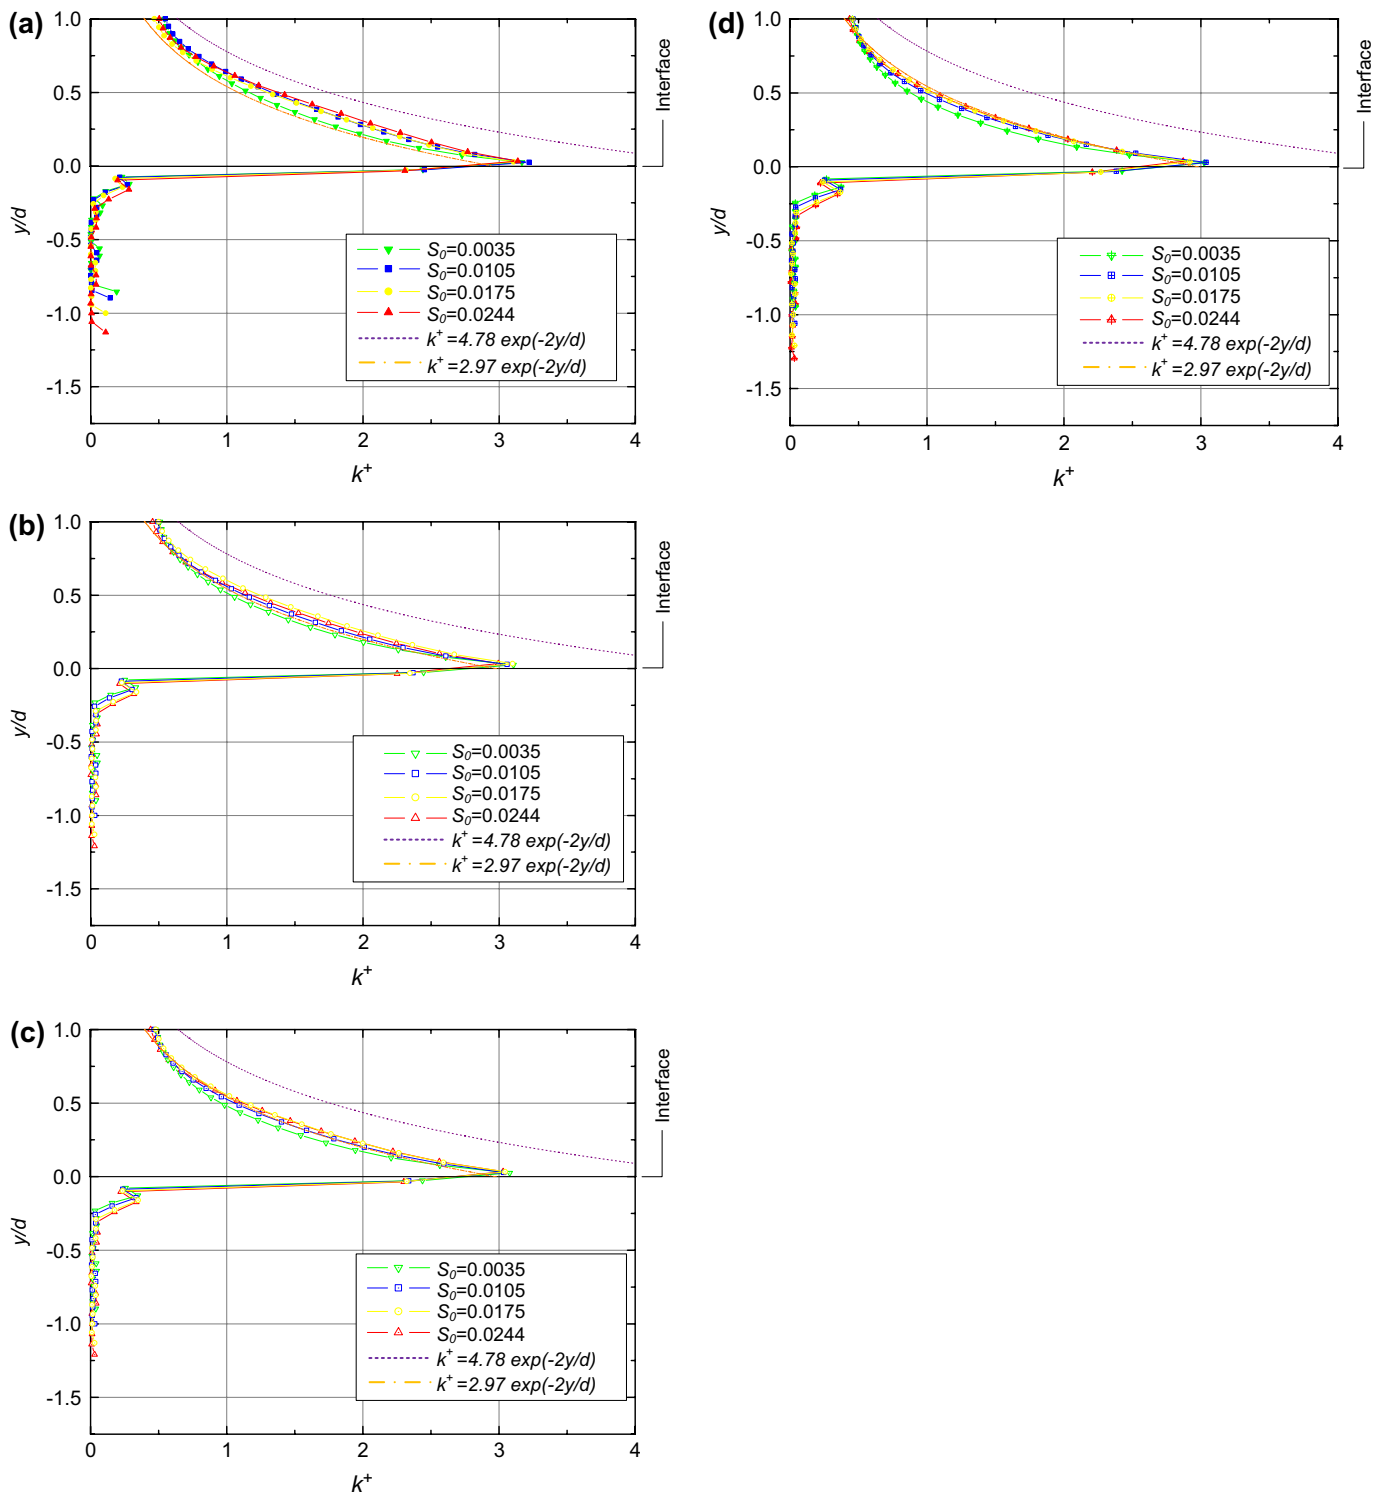 (a)
1.0
0.5
0.0
-0.5
-1.0
-1.5
y/d
0
1
2
3
4
k+
Interface
S0=0.0035
S0=0.0105
S0=0.0175
S0=0.0244
k+=4.78 exp(-2y/d)
k+=2.97 exp(-2y/d)
(d)
1.0
0.5
0.0
-0.5
-1.0
-1.5
y/d
0
1
2
3
4
k+
Interface
S0=0.0035
S0=0.0105
S0=0.0175
S0=0.0244
k+=4.78 exp(-2y/d)
k+=2.97 exp(-2y/d)
(b)
1.0
0.5
0.0
-0.5
-1.0
-1.5
y/d
0
1
2
3
4
k+
Interface
S0=0.0035
S0=0.0105
S0=0.0175
S0=0.0244
k+=4.78 exp(-2y/d)
k+=2.97 exp(-2y/d)
(c)
1.0
0.5
0.0
-0.5
-1.0
-1.5
y/d
0
1
2
3
4
k+
Interface
S0=0.0035
S0=0.0105
S0=0.0175
S0=0.0244
k+=4.78 exp(-2y/d)
k+=2.97 exp(-2y/d)